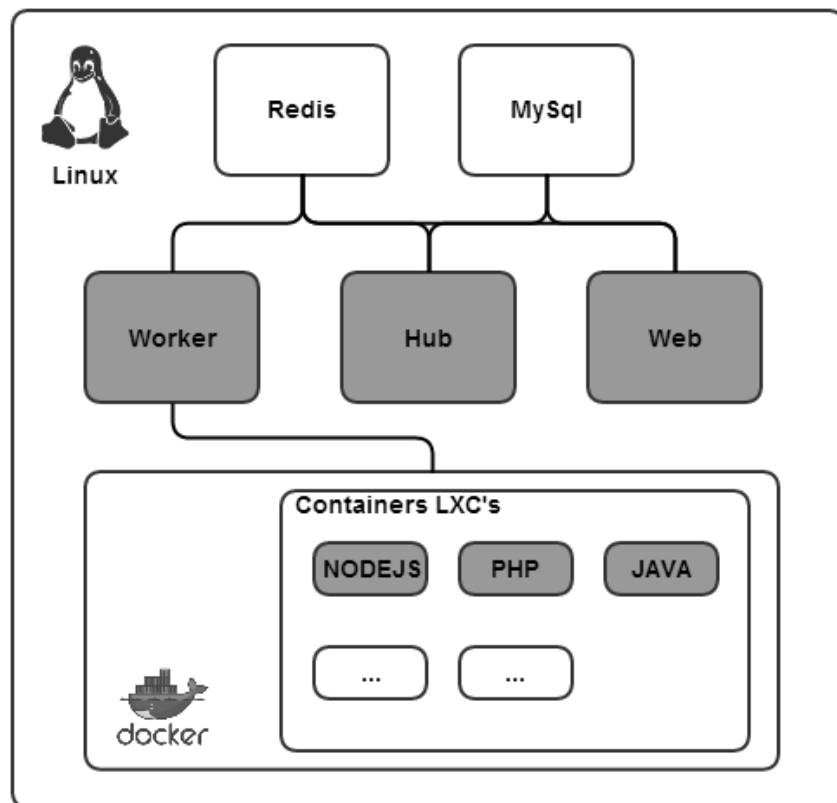 Linux
Redis
MySql
Worker
Hub
Web
Containers LXC's
NODEJS
PHP
JAVA
...
...
docker